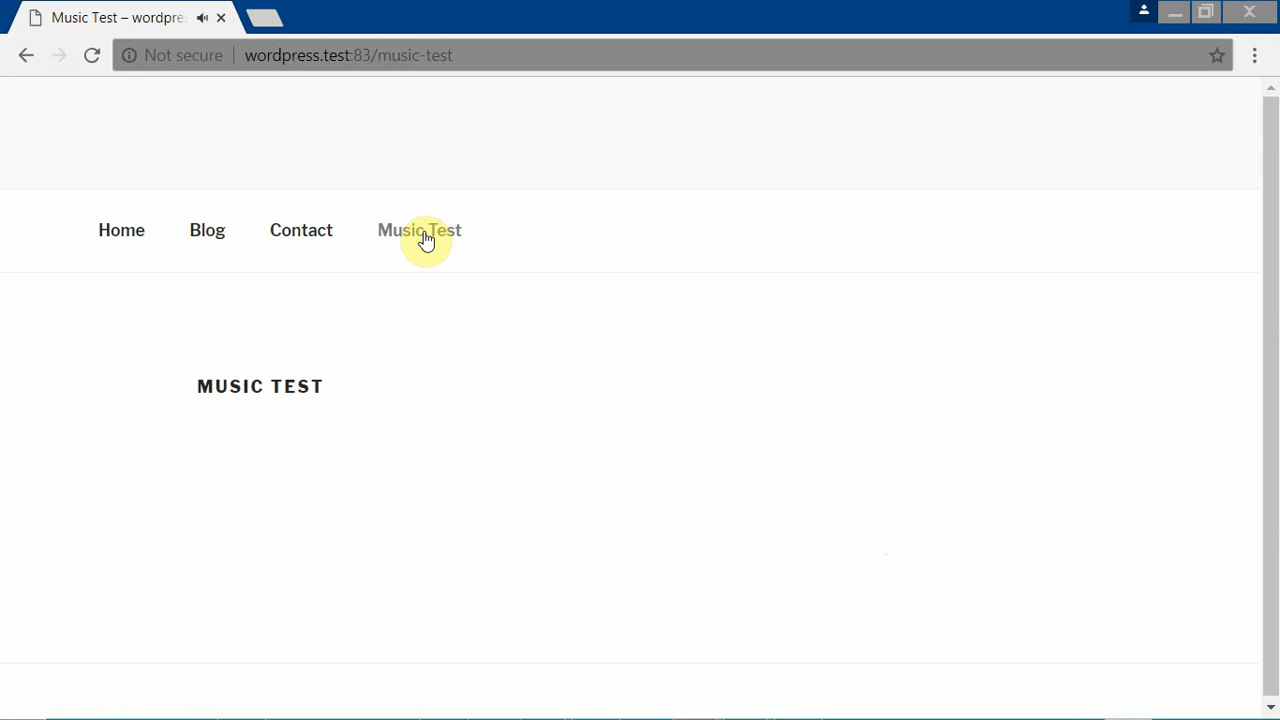 Music Test – wordpre
Not secure
wordpress.test:83/music-test
Home
Blog
Contact
Music Test
MUSIC TEST